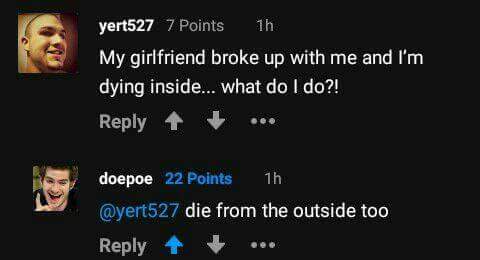 yert527 7 Points 1h
My girlfriend broke up with me and I'm
dying inside... what do I do?!
Reply
doepoe 22 Points 1h
@yert527 die from the outside too
Reply